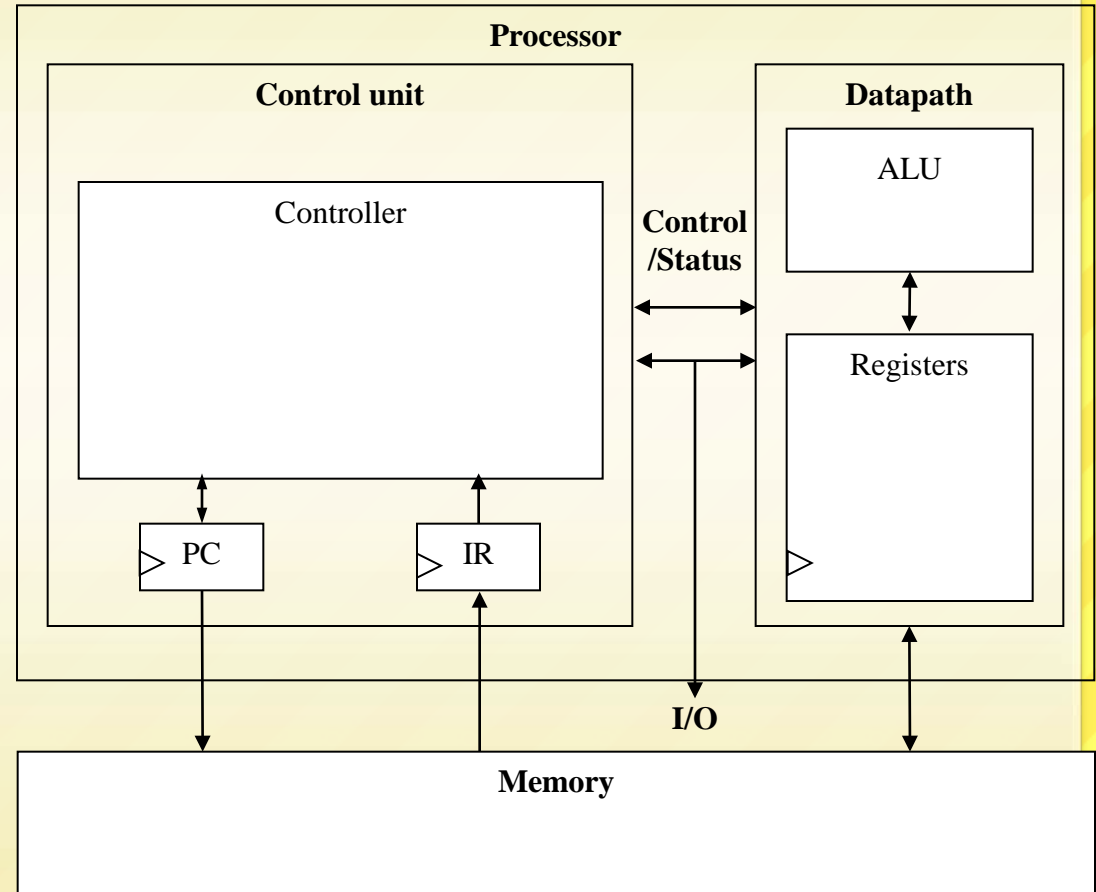 Processor
Control unit
Datapath
ALU
Controller
Control
/Status
Registers
PC
IR
I/O
Memory